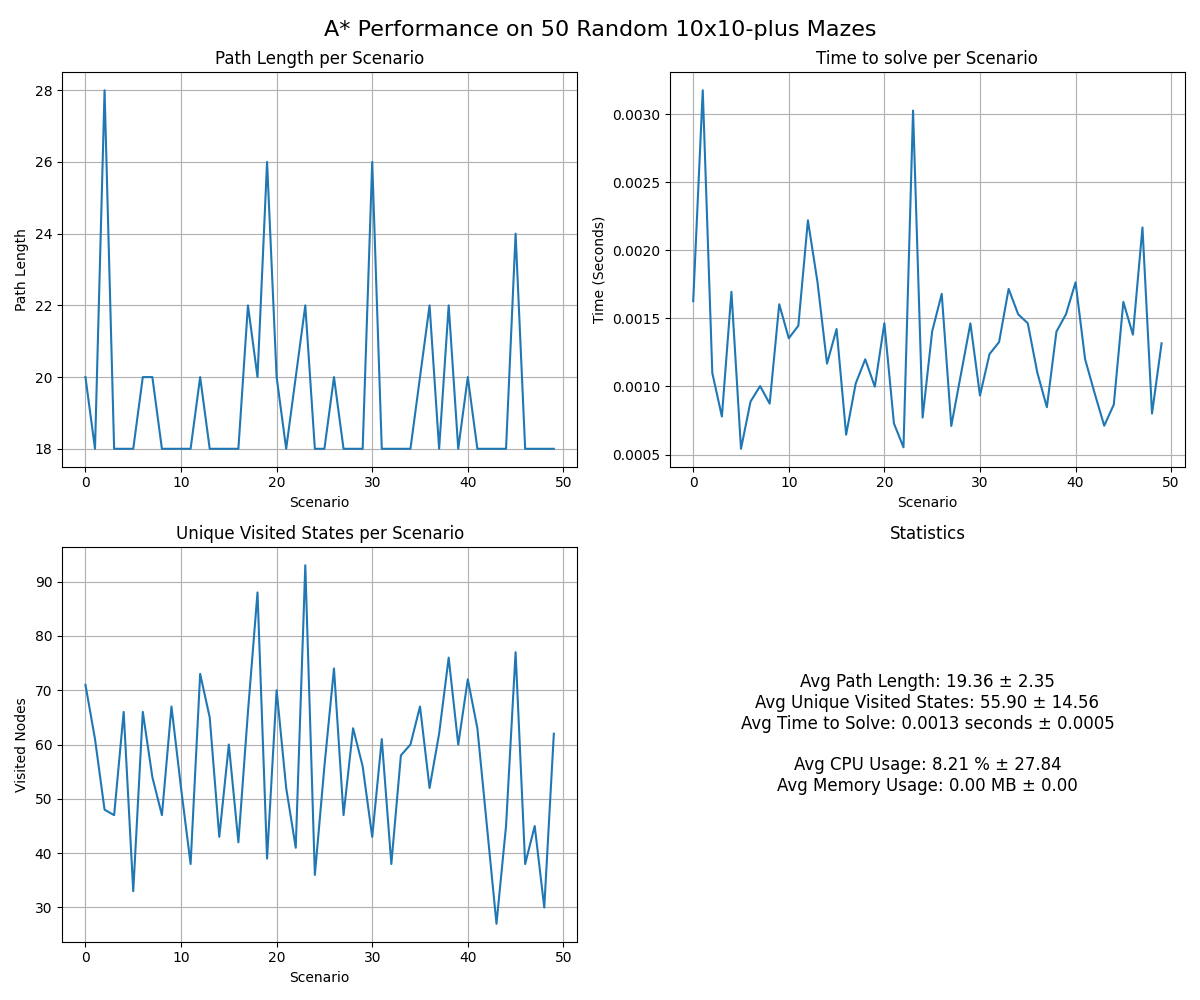 A* Performance on 50 Random 10x10-plus Mazes
Path Length per Scenario
28
26
24
22
20
18
Path Length
0 10 20 30 40 50
Scenario
Time to solve per Scenario
0.0030
0.0025
0.0020
0.0015
0.0010
0.0005
Time (Seconds)
0 10 20 30 40 50
Scenario
Unique Visited States per Scenario
90
80
70
60
50
40
30
Visited Nodes
0 10 20 30 40 50
Scenario
Statistics
Avg Path Length: 19.36 ± 2.35
Avg Unique Visited States: 55.90 ± 14.56
Avg Time to Solve: 0.0013 seconds ± 0.0005
Avg CPU Usage: 8.21 % ± 27.84
Avg Memory Usage: 0.00 MB ± 0.00